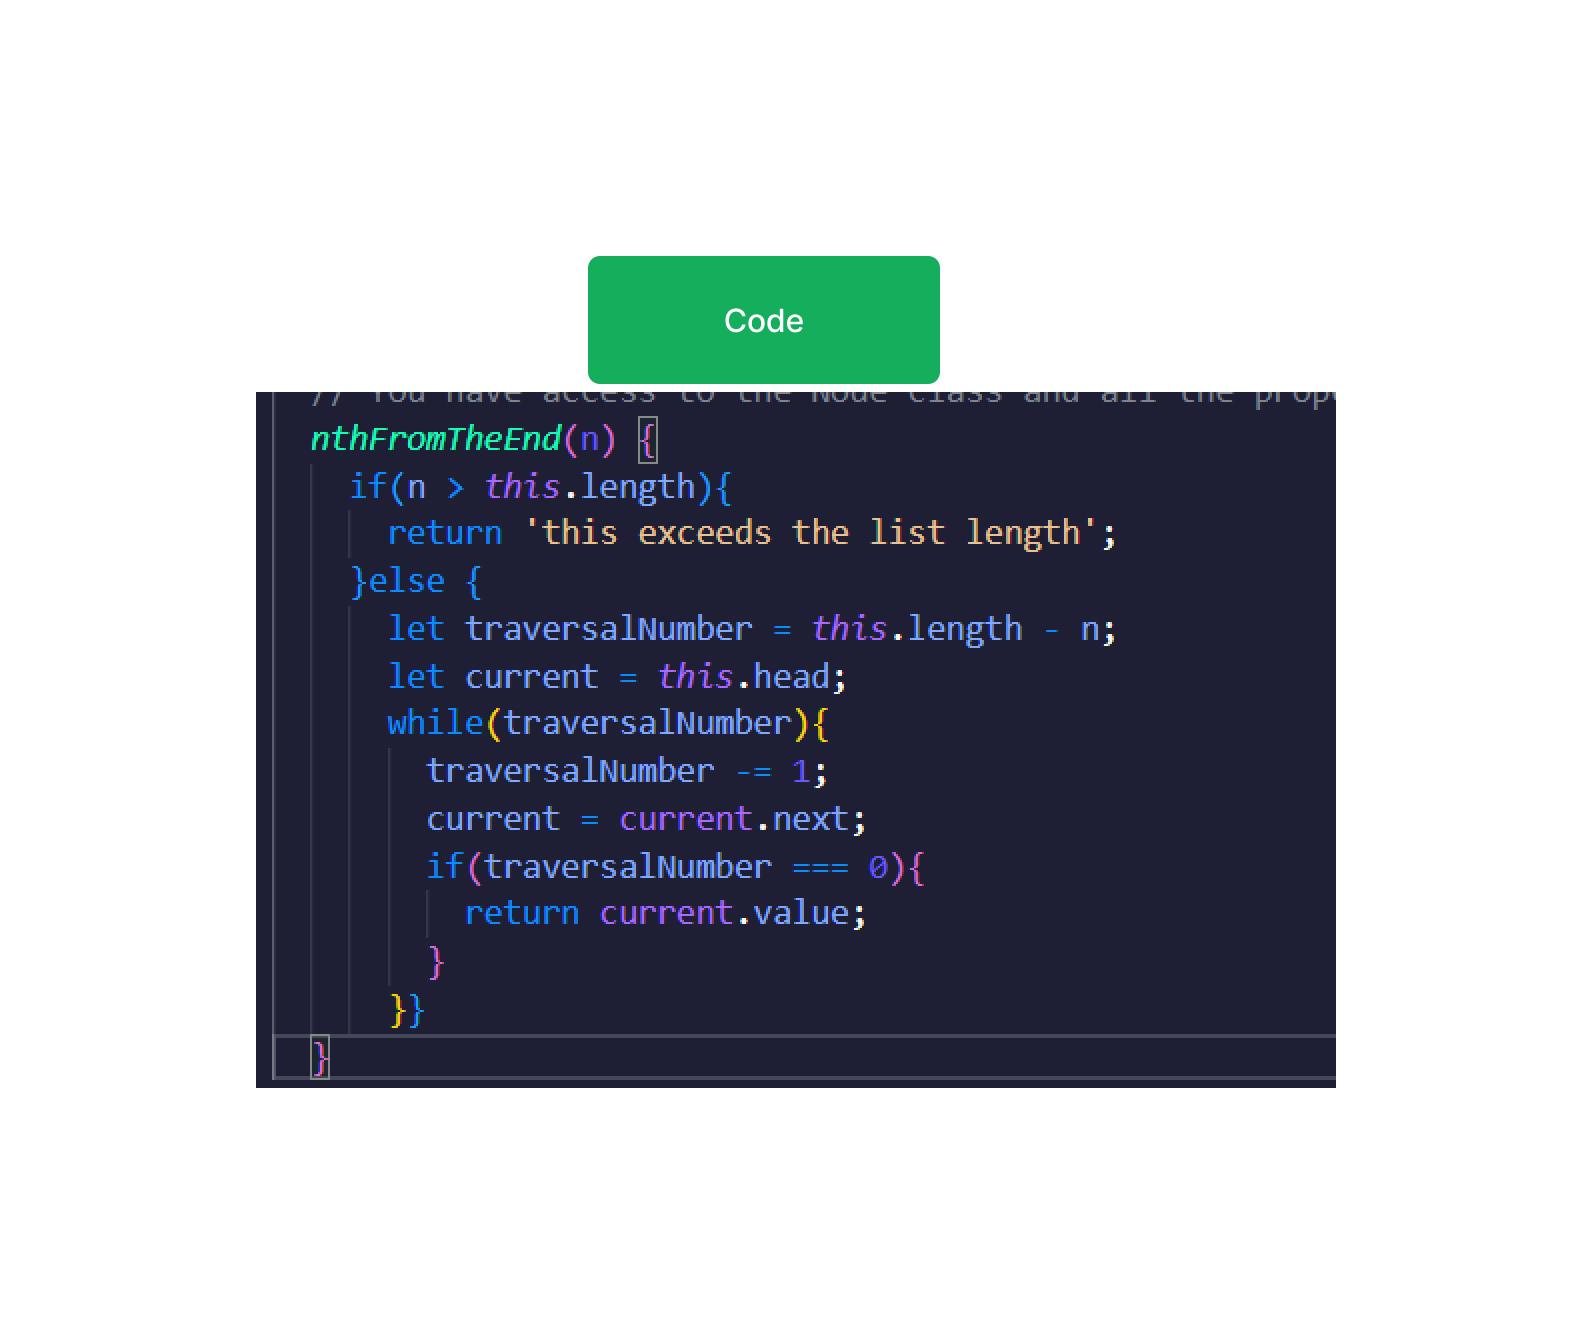 Code
// You have access to the Node class and all the prop
nthFromTheEnd(n) {
if(n > this.length){
return 'this exceeds the list length';
}else {
let traversalNumber = this.length - n;
let current = this.head;
while(traversalNumber){
traversalNumber -= 1;
current = current.next;
if(traversalNumber === 0){
return current.value;
}
}}
}